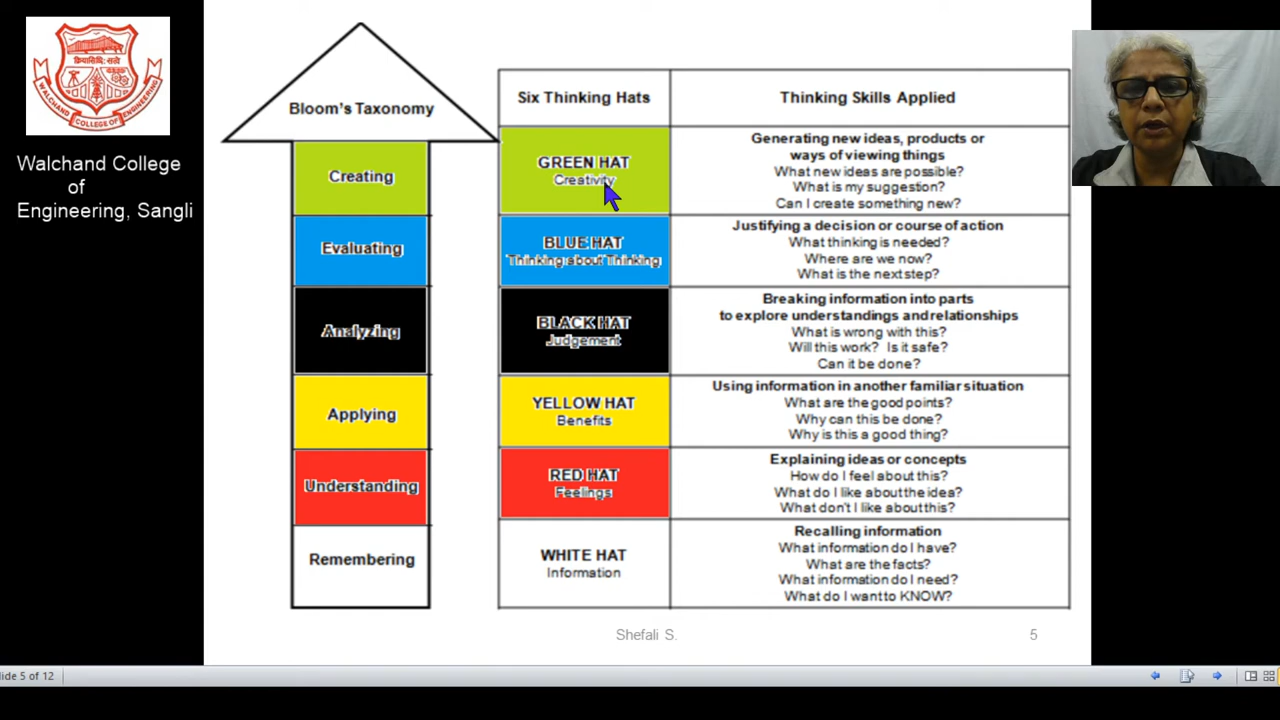 क्रियासिद्धिः सत्त्वे
WALCHAND COLLEGE OF ENGINEERING
Walchand College
of
Engineering, Sangli
Bloom's Taxonomy
Creating
Evaluating
Analyzing
Applying
Understanding
Remembering
Six Thinking Hats
Thinking Skills Applied
GREEN HAT
Creativity
Generating new ideas, products or
ways of viewing things
What new ideas are possible?
What is my suggestion?
Can I create something new?
BLUE HAT
Thinking about Thinking
Justifying a decision or course of action
What thinking is needed?
Where are we now?
What is the next step?
BLACK HAT
Judgement
Breaking information into parts
to explore understandings and relationships
What is wrong with this?
Will this work? Is it safe?
Can it be done?
YELLOW HAT
Benefits
Using information in another familiar situation
What are the good points?
Why can this be done?
Why is this a good thing?
RED HAT
Feelings
Explaining ideas or concepts
How do I feel about this?
What do I like about the idea?
What don't I like about this?
WHITE HAT
Information
Recalling information
What information do I have?
What are the facts?
What information do I need?
What do I want to KNOW?
Shefali S.
5
lide 5 of 12